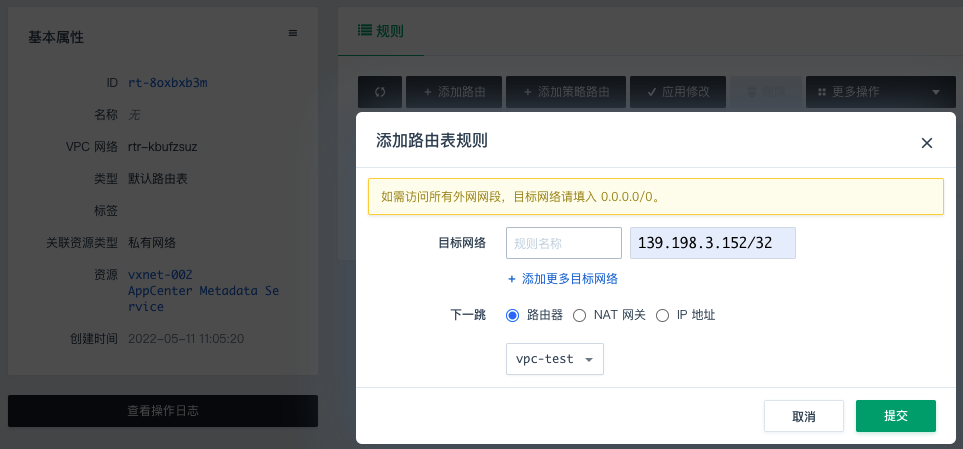 基本属性
ID rt-8oxbxb3m
名称 无
VPC 网络 rtr-kbufzsuz
类型 默认路由表
标签
关联资源类型 私有网络
资源 vxnet-002
AppCenter Metadata Se
rvice
创建时间 2022-05-11 11:05:20
查看操作日志
规则
+ 添加路由
+ 添加策略路由
应用修改
删除
更多操作
添加路由表规则
如需访问所有外网网段，目标网络请填入 0.0.0.0/0。
目标网络 规则名称 139.198.3.152/32
+ 添加更多目标网络
下一跳 路由器 NAT 网关 IP 地址
vpc-test
取消
提交